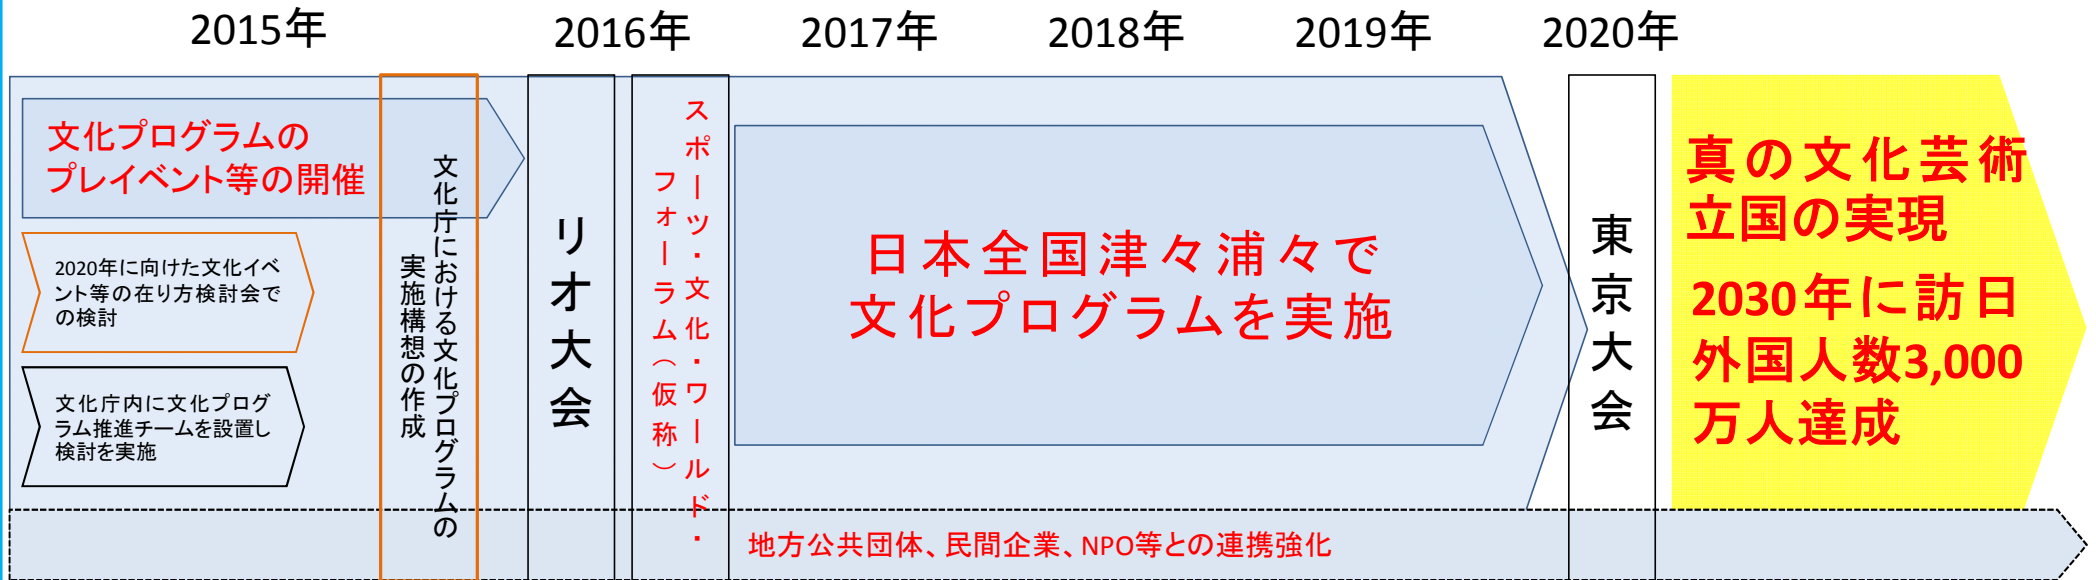 2015年
2016年
2017年
2018年
2019年
2020年
文化プログラムの
プレイベント等の開催
2020年に向けた文化イベ
ント等の在り方検討会で
の検討
文化庁内に文化プログ
ラム推進チームを設置し
検討を実施
文化庁における文化プログラムの
実施構想の作成
リオ大会
スポーツ・文化・ワールド・
フォーラム（仮称）
日本全国津々浦々で
文化プログラムを実施
東京大会
真の文化芸術
立国の実現
2030年に訪日
外国人数3,000
万人達成
地方公共団体、民間企業、NPO等との連携強化